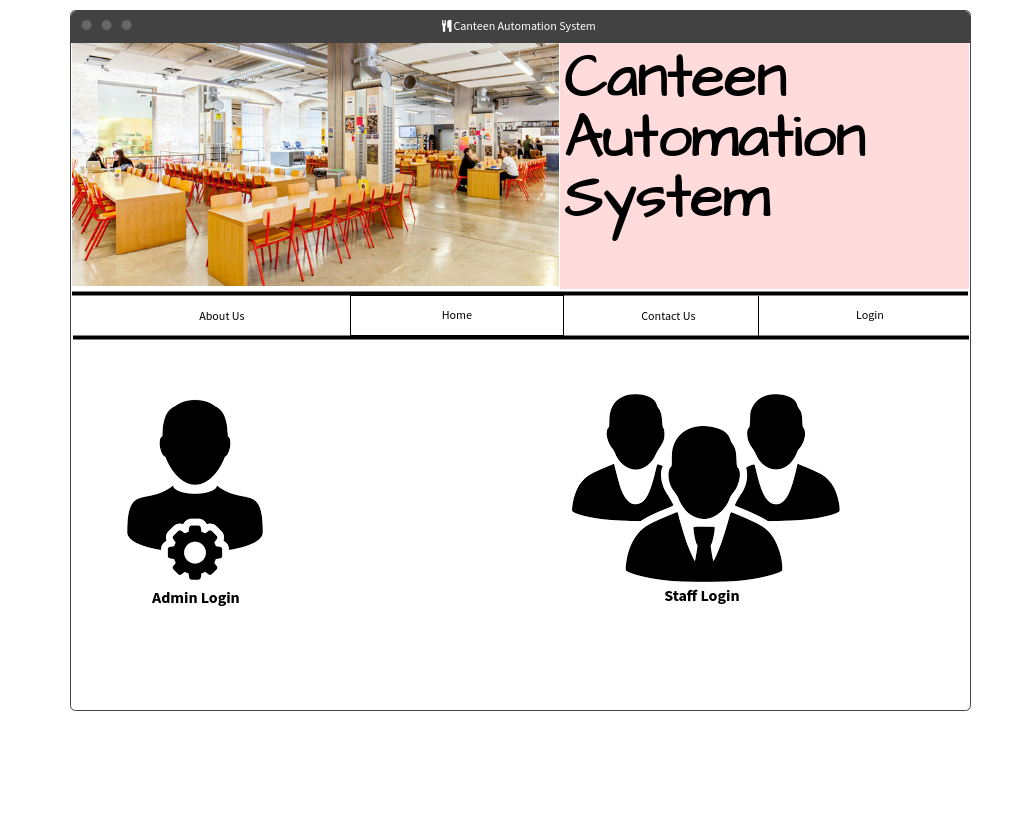 Canteen Automation System
Canteen
Automation
System
About Us
Home
Contact Us
Login
Admin Login
Staff Login